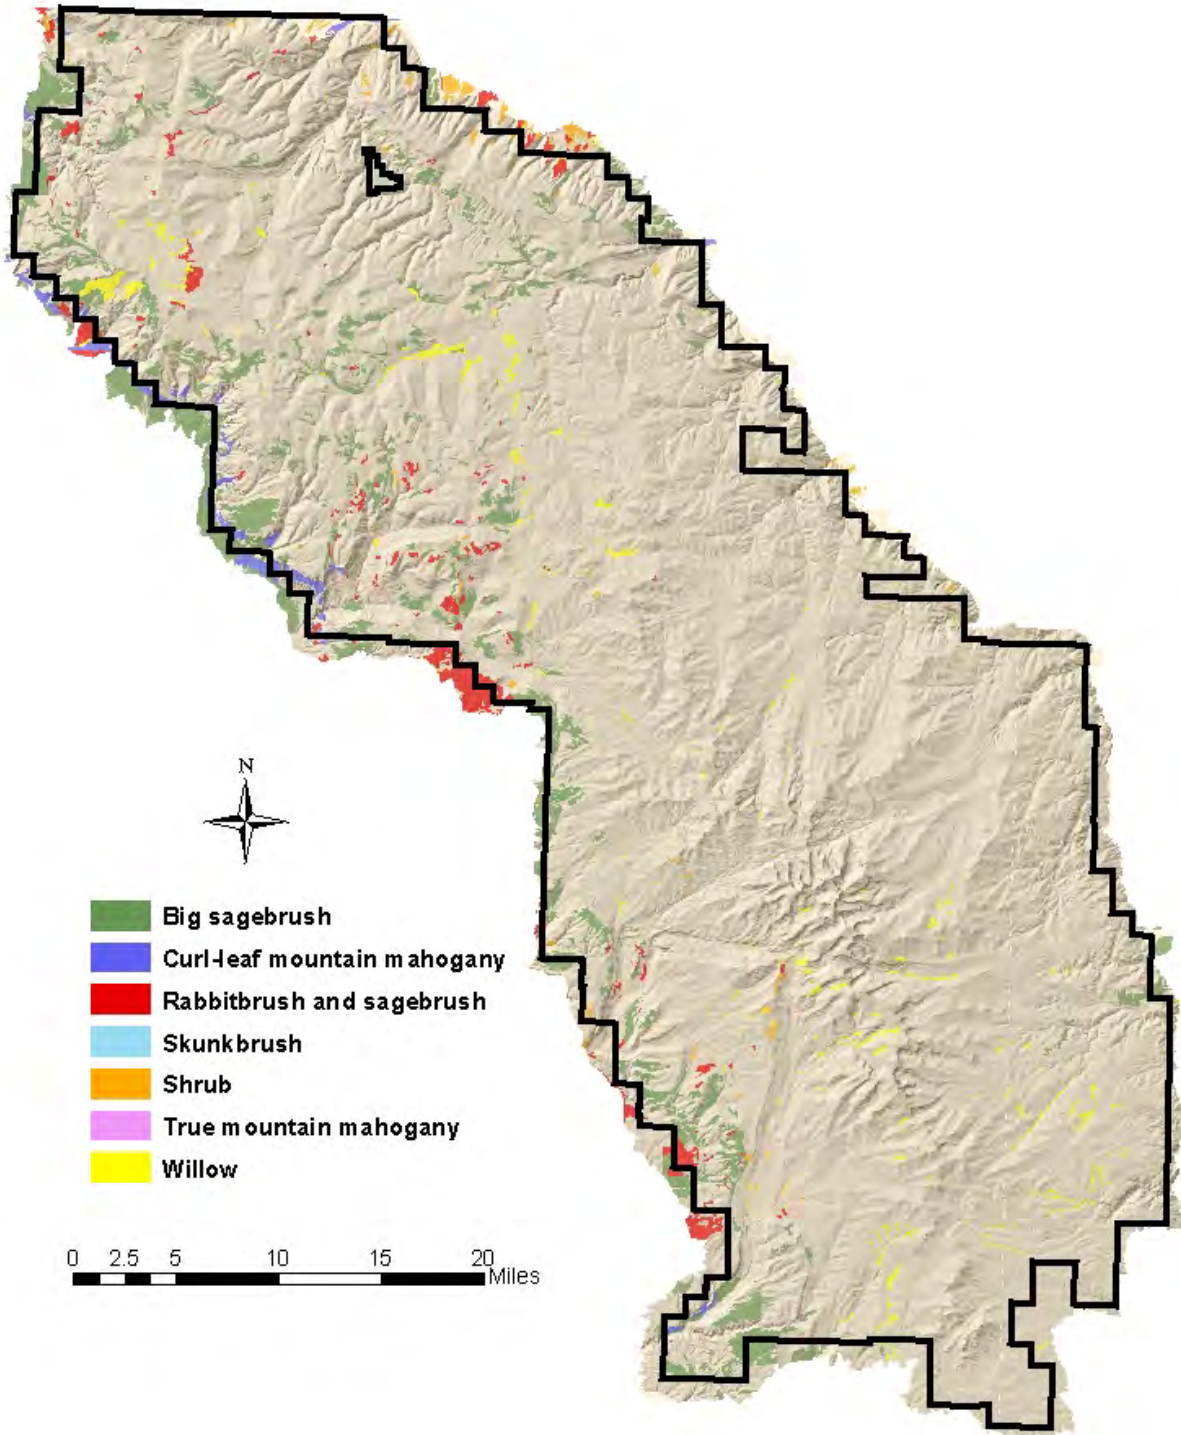 N
Big sagebrush
Curl-leaf mountain mahogany
Rabbitbrush and sagebrush
Skunkbrush
Shrub
True mountain mahogany
Willow
0 2.5 5 10 15 20
Miles